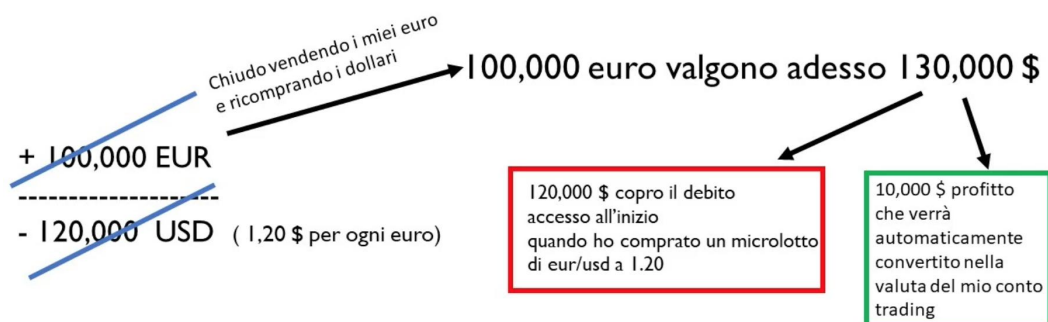 Chiudo vendendo i miei euro
e ricomprando i dollari
100,000 euro valgono adesso 130,000 $
+ 100,000 EUR
--------------------
- 120,000 USD ( 1,20 $ per ogni euro)
120,000 $ copro il debito
accesso all'inizio
quando ho comprato un microlotto
di eur/usd a 1.20
10,000 $ profitto
che verrà
automaticamente
convertito nella
valuta del mio conto
trading